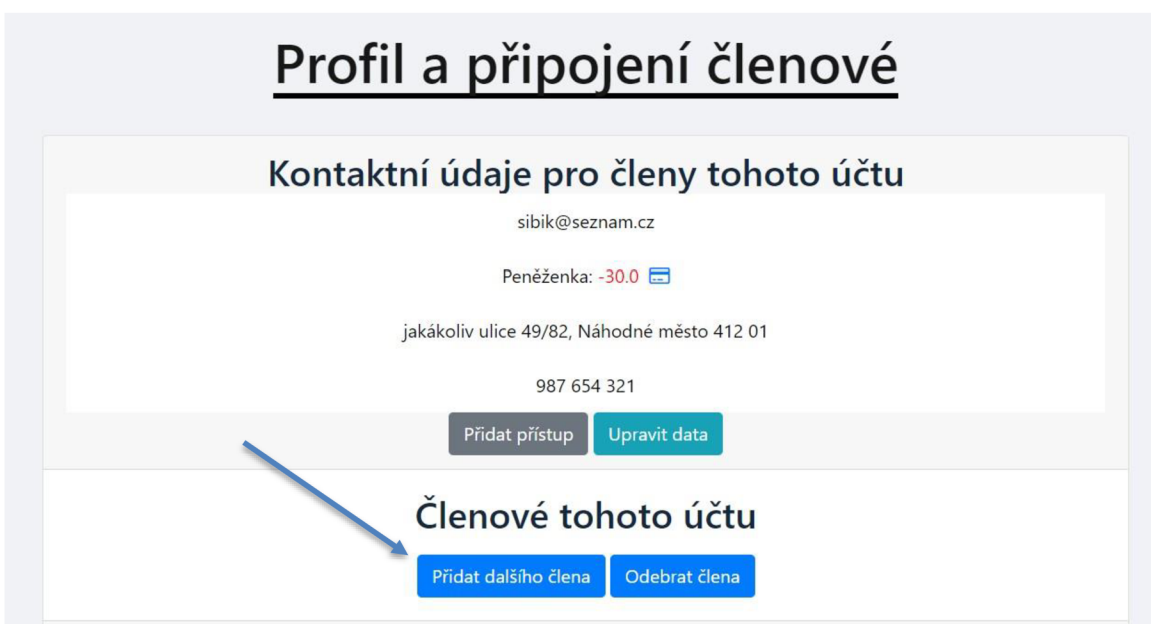 Profil a připojení členové
Kontaktní údaje pro členy tohoto účtu
sibik@seznam.cz
Peněženka: -30.0
jakákoliv ulice 49/82, Náhodné město 412 01
987 654 321
Přidat přístup Upravit data
Členové tohoto účtu
Přidat dalšího člena Odebrat člena